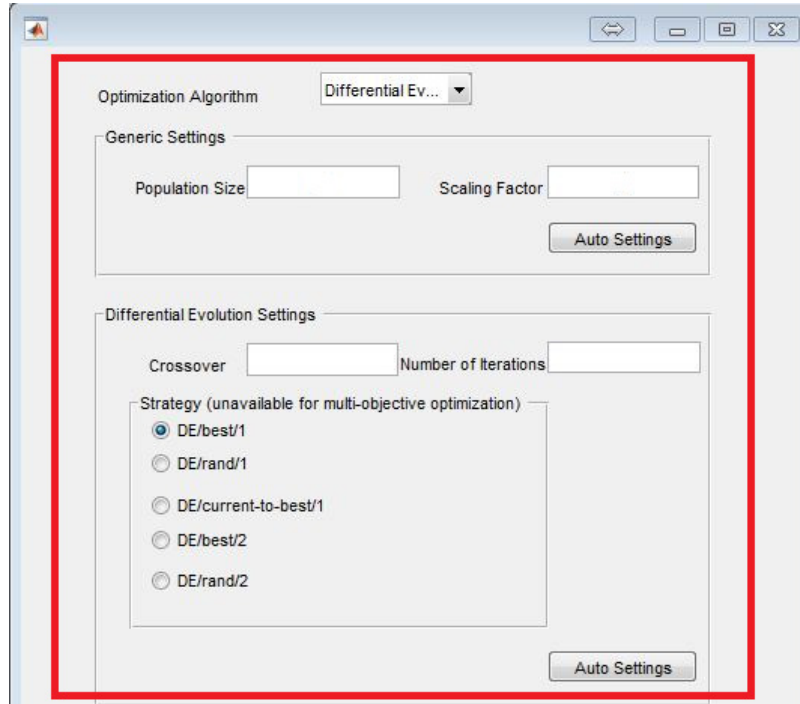 Optimization Algorithm Differential Ev...
Generic Settings
Population Size Scaling Factor
Auto Settings
Differential Evolution Settings
Crossover Number of Iterations
Strategy (unavailable for multi-objective optimization)
DE/best/1
DE/rand/1
DE/current-to-best/1
DE/best/2
DE/rand/2
Auto Settings